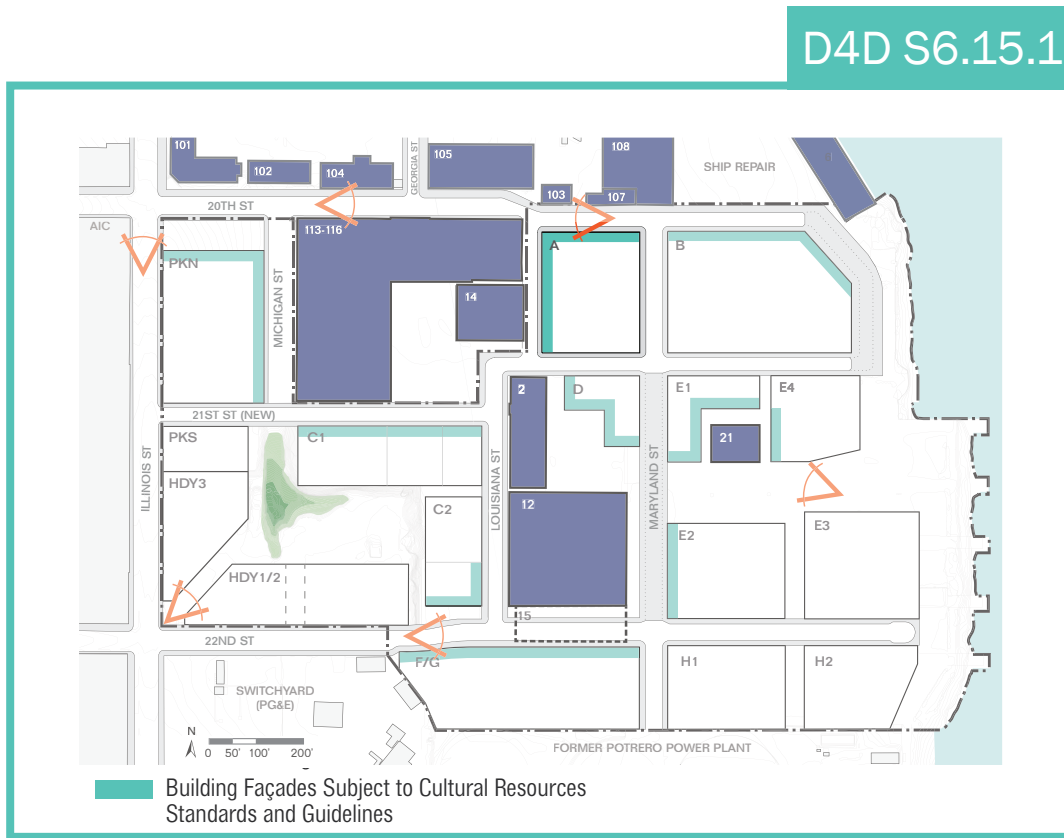 D4D S6.15.1
101
102
104
GEORGIA ST
105
108
SHIP REPAIR
103
107
20TH ST
AIC
113-116
PKN
MICHIGAN ST
14
A
B
2
D
E1
E4
21ST ST (NEW)
PKS
C1
21
ILLINOIS ST
HDY3
LOUISIANA ST
MARYLAND ST
C2
12
E2
E3
HDY1/2
15
22ND ST
F/G
H1
H2
SWITCHYARD
(PG&E)
N
0 50' 100' 200'
FORMER POTRERO POWER PLANT
Building Façades Subject to Cultural Resources
Standards and Guidelines